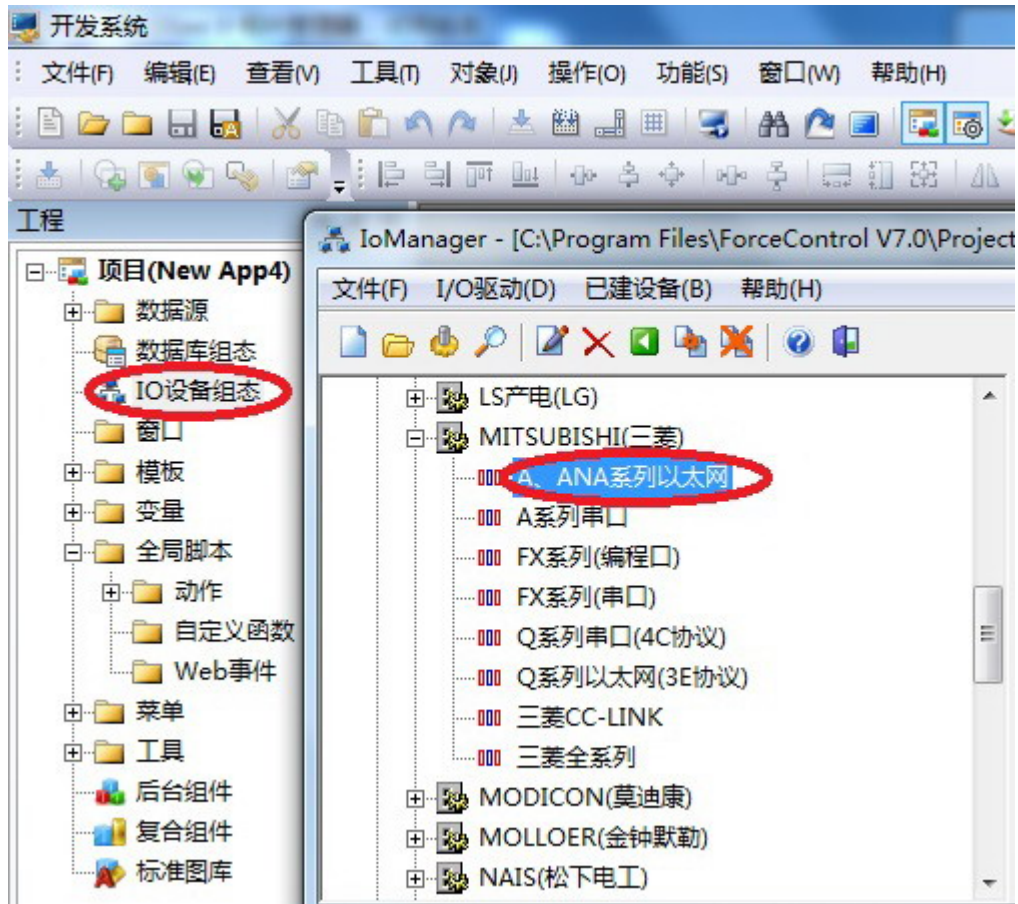 开发系统
文件(F) 编辑(E) 查看(V) 工具(T) 对象(J) 操作(O) 功能(S) 窗口(W) 帮助(H)
工程
项目(New App4)
数据源
数据库组态
IO设备组态
窗口
模板
变量
全局脚本
动作
自定义函数
Web事件
菜单
工具
后台组件
复合组件
标准图库
IoManager - [C:\Program Files\ForceControl V7.0\Project
文件(F) I/O驱动(D) 已建设备(B) 帮助(H)
LS产电(LG)
MITSUBISHI(三菱)
A、ANA系列以太网
A系列串口
FX系列(编程口)
FX系列(串口)
Q系列串口(4C协议)
Q系列以太网(3E协议)
三菱CC-LINK
三菱全系列
MODICON(莫迪康)
MOLLOER(金钟默勒)
NAIS(松下电工)